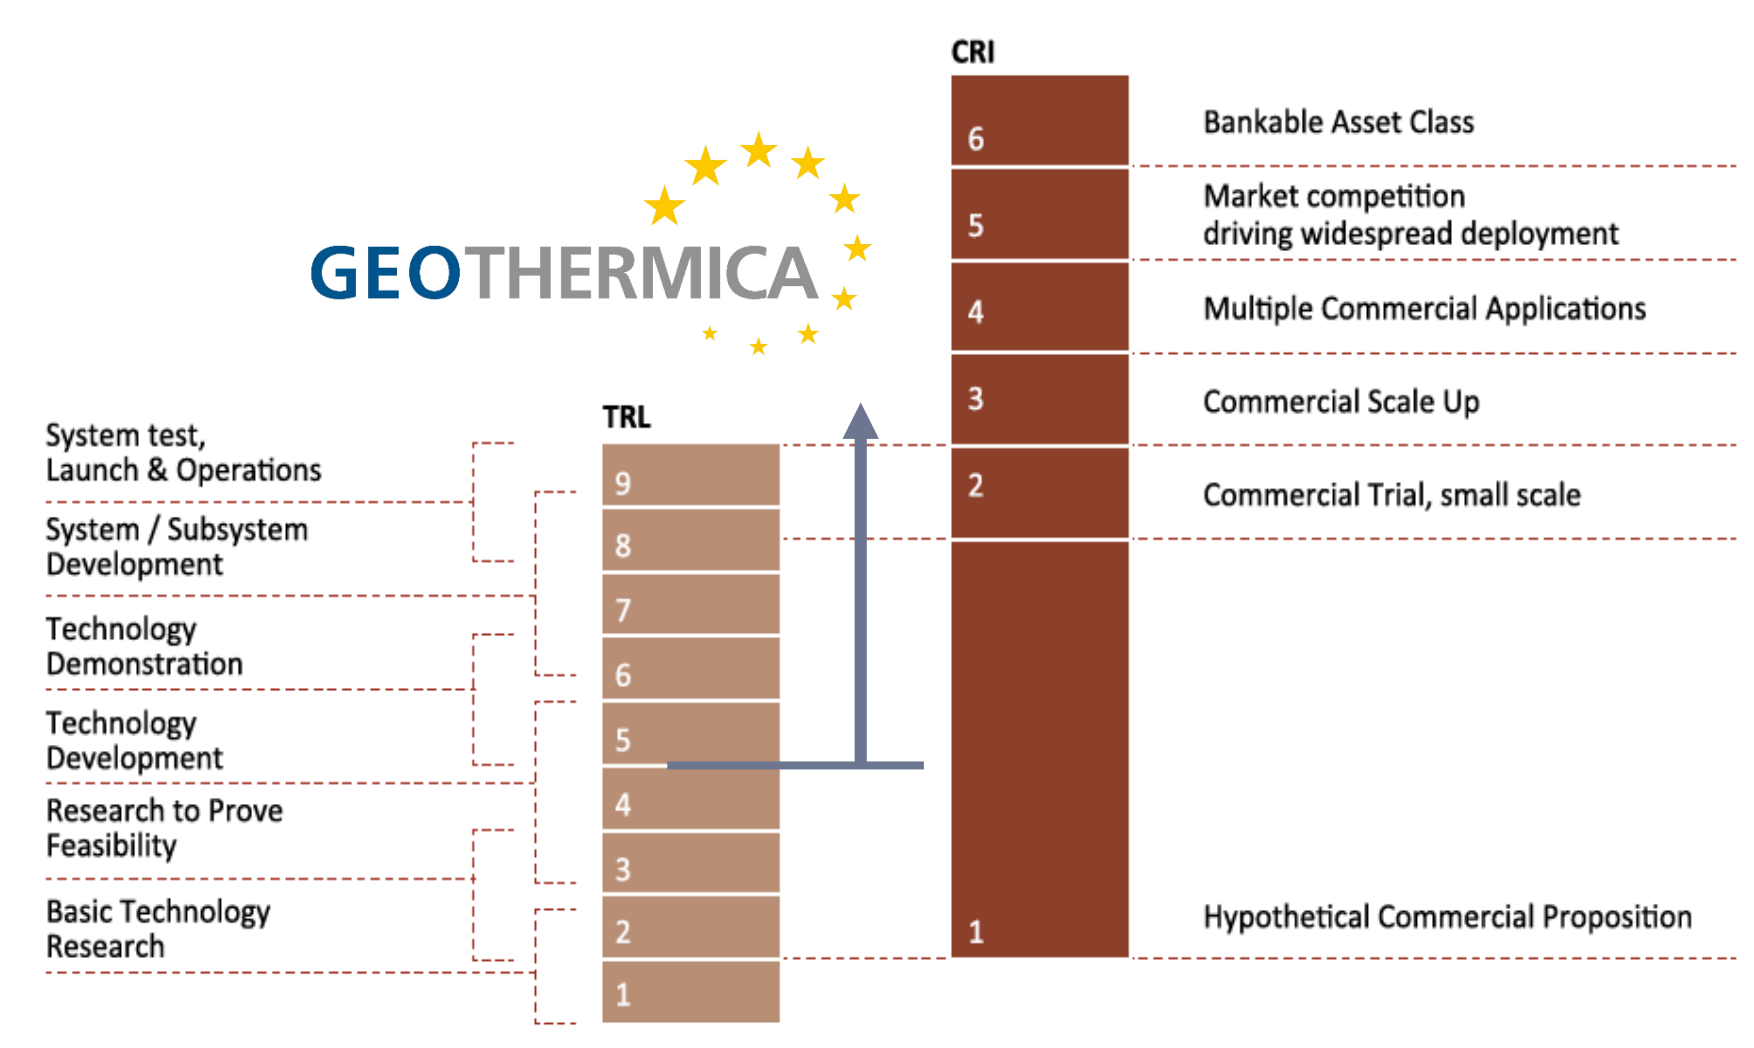 CRI
6
Bankable Asset Class
5
Market competition
driving widespread deployment
4
Multiple Commercial Applications
3
Commercial Scale Up
2
Commercial Trial, small scale
1
Hypothetical Commercial Proposition
GEOTHERMICA
TRL
9
8
7
6
5
4
3
2
1
System test,
Launch & Operations
System / Subsystem
Development
Technology
Demonstration
Technology
Development
Research to Prove
Feasibility
Basic Technology
Research